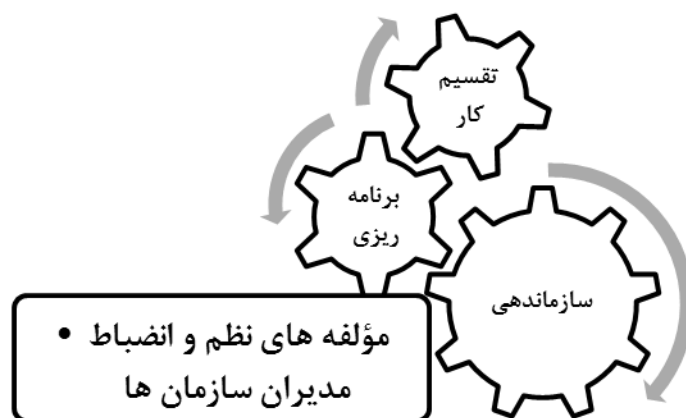 تقسیم
کار
برنامه
ریزی
سازماندهی
• مؤلفه های نظم و انضباط
مدیران سازمان ها